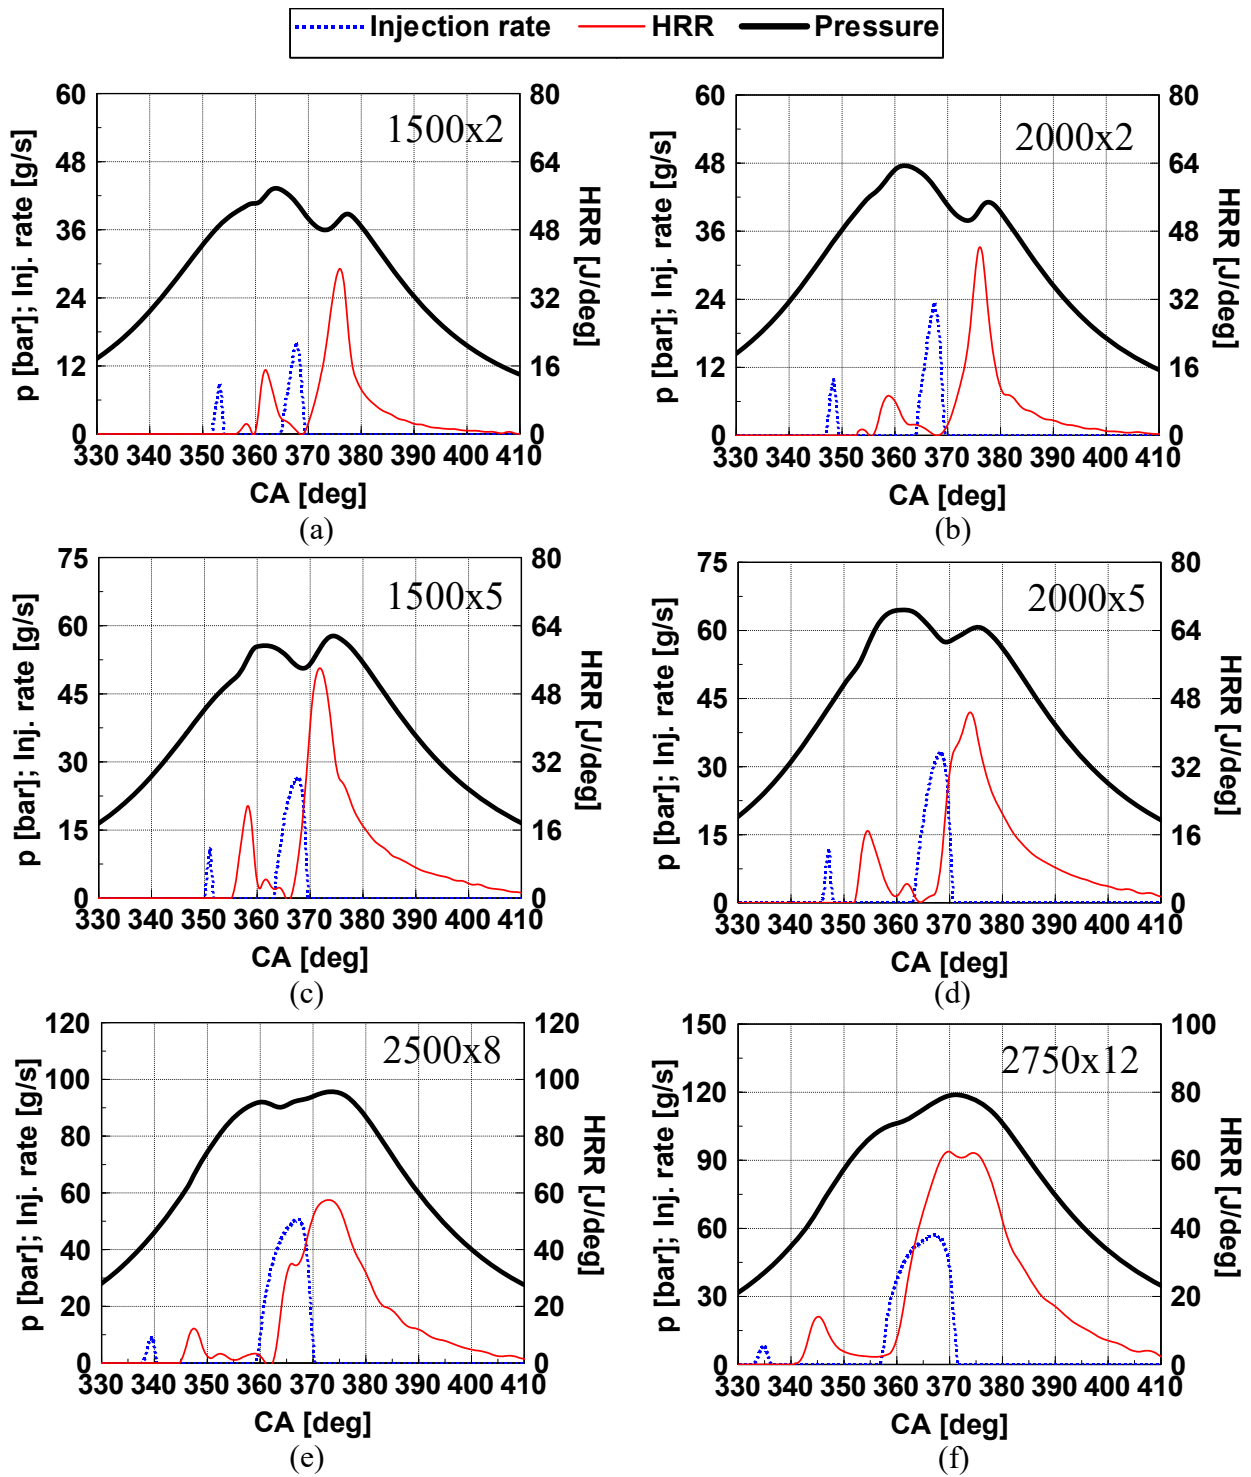 Injection rate HRR Pressure
60 48 36 24 12 0
p [bar]; Inj. rate [g/s]
1500x2
80 64 48 32 16 0
HRR [J/deg]
330 340 350 360 370 380 390 400 410
CA [deg]
(a)
60 48 36 24 12 0
p [bar]; Inj. rate [g/s]
2000x2
80 64 48 32 16 0
HRR [J/deg]
330 340 350 360 370 380 390 400 410
CA [deg]
(b)
75 60 45 30 15 0
p [bar]; Inj. rate [g/s]
1500x5
80 64 48 32 16 0
HRR [J/deg]
330 340 350 360 370 380 390 400 410
CA [deg]
(c)
75 60 45 30 15 0
p [bar]; Inj. rate [g/s]
2000x5
80 64 48 32 16 0
HRR [J/deg]
330 340 350 360 370 380 390 400 410
CA [deg]
(d)
120 100 80 60 40 20 0
p [bar]; Inj. rate [g/s]
2500x8
120 100 80 60 40 20 0
HRR [J/deg]
330 340 350 360 370 380 390 400 410
CA [deg]
(e)
150 120 90 60 30 0
p [bar]; Inj. rate [g/s]
2750x12
100 80 60 40 20 0
HRR [J/deg]
330 340 350 360 370 380 390 400 410
CA [deg]
(f)